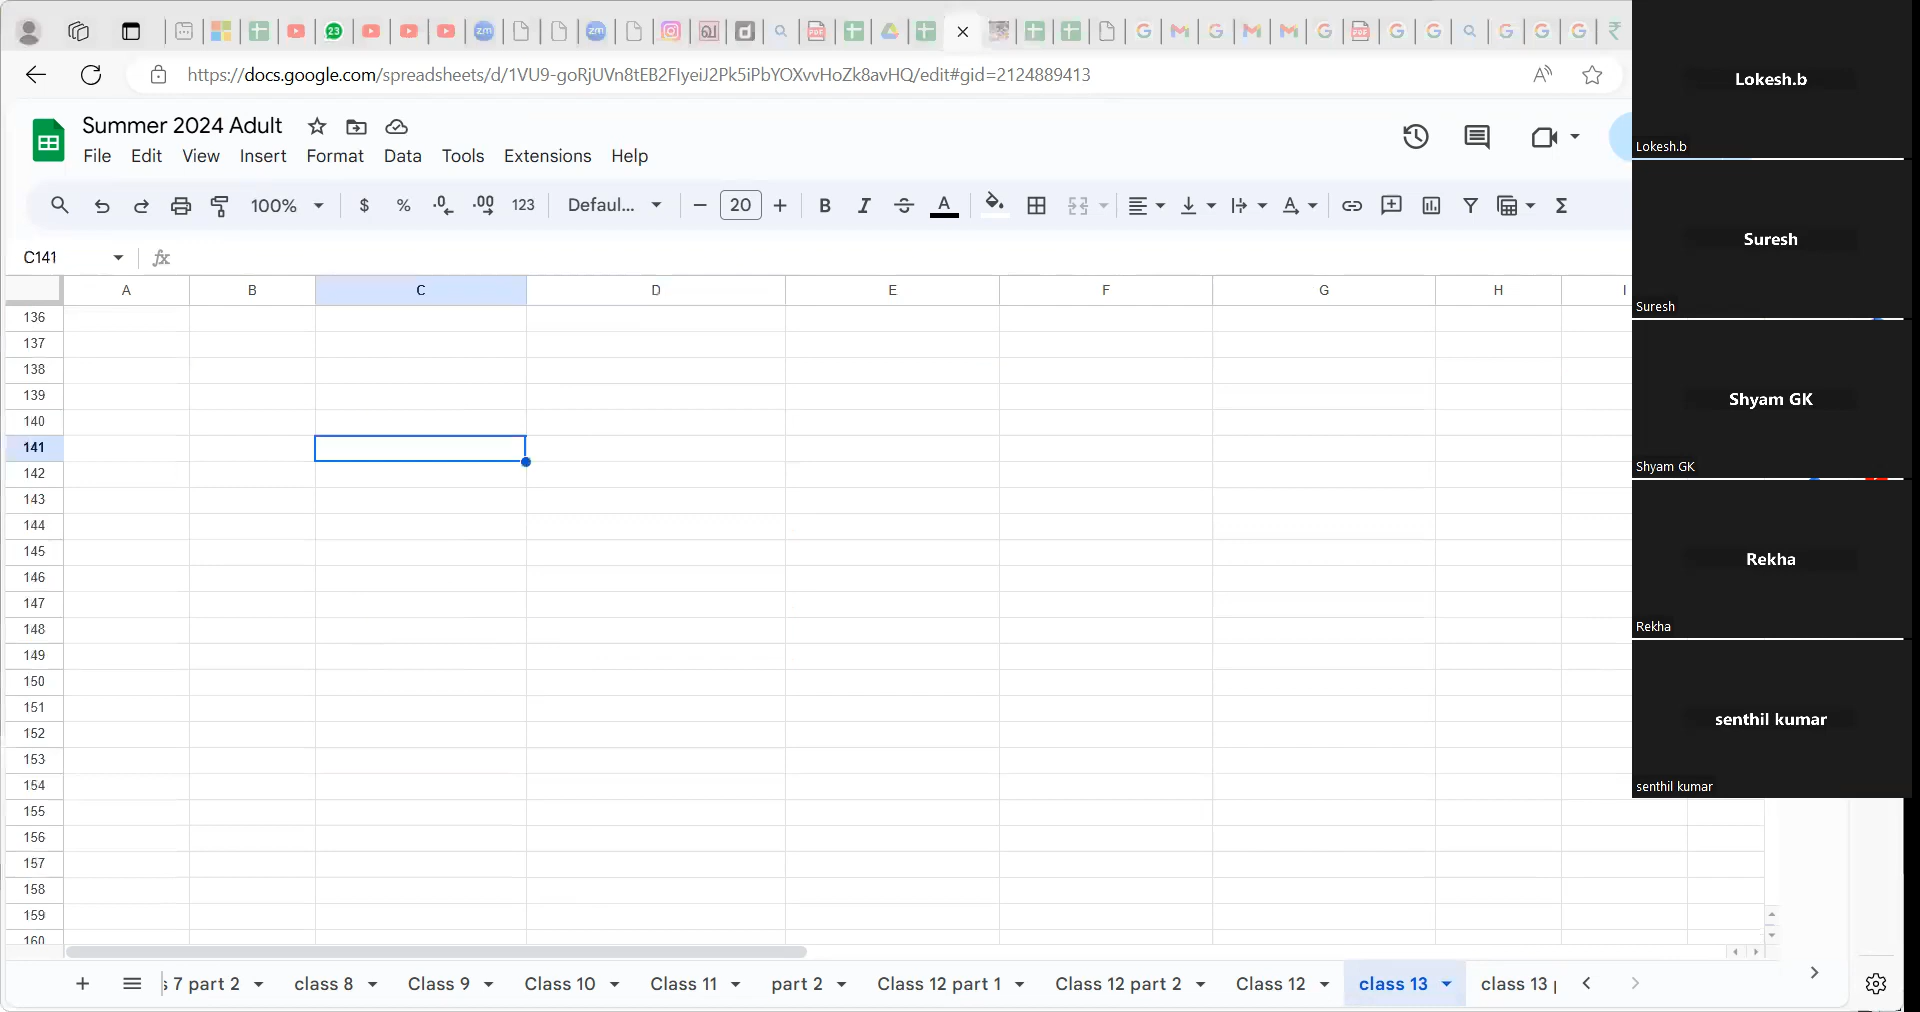 23
https://docs.google.com/spreadsheets/d/1VU9-goRjUVn8tEB2FIyeiJ2Pk5iPbYOXvvHoZk8avHQ/edit#gid=2124889413
Summer 2024 Adult
File Edit View Insert Format Data Tools Extensions Help
100% $ % .0 .00 123 Defaul... 20 B I A Σ
C141 fx
A B C D E F G H I
136
137
138
139
140
141
142
143
144
145
146
147
148
149
150
151
152
153
154
155
156
157
158
159
160
7 part 2 class 8 Class 9 Class 10 Class 11 part 2 Class 12 part 1 Class 12 part 2 Class 12 class 13 class 13
Lokesh.b
Lokesh.b
Suresh
Suresh
Shyam GK
Shyam GK
Rekha
Rekha
senthil kumar
senthil kumar